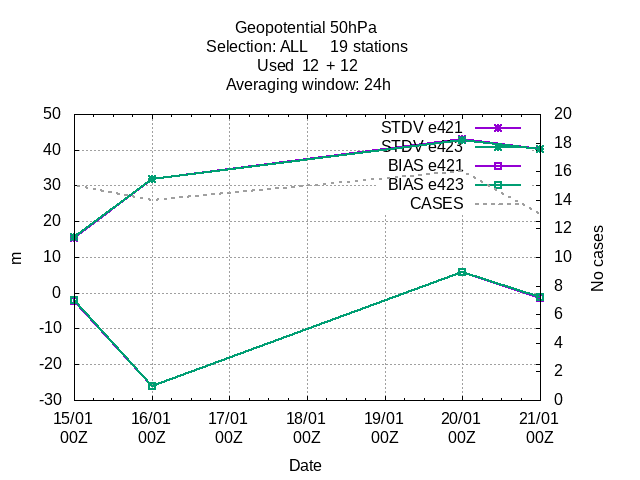 Geopotential 50hPa
Selection: ALL 19 stations
Used 12 + 12
Averaging window: 24h
50 20
STDV e421
18
40 STDV e423
BIAS e421 16
30 BIAS e423
14
CASES
20 12
m 10 10 No cases
8
0
6
-10
4
-20 2
-30 0
15/01 16/01 17/01 18/01 19/01 20/01 21/01
00Z 00Z 00Z 00Z 00Z 00Z 00Z
Date